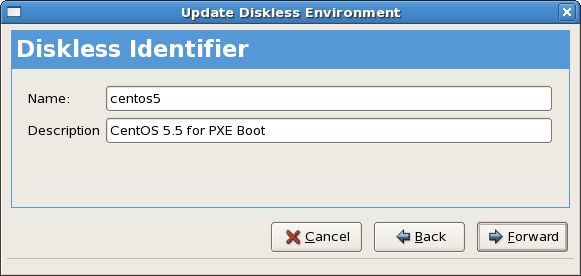 Update Diskless Environment
Diskless Identifier
Name: centos5
Description CentOS 5.5 for PXE Boot
Cancel Back Forward